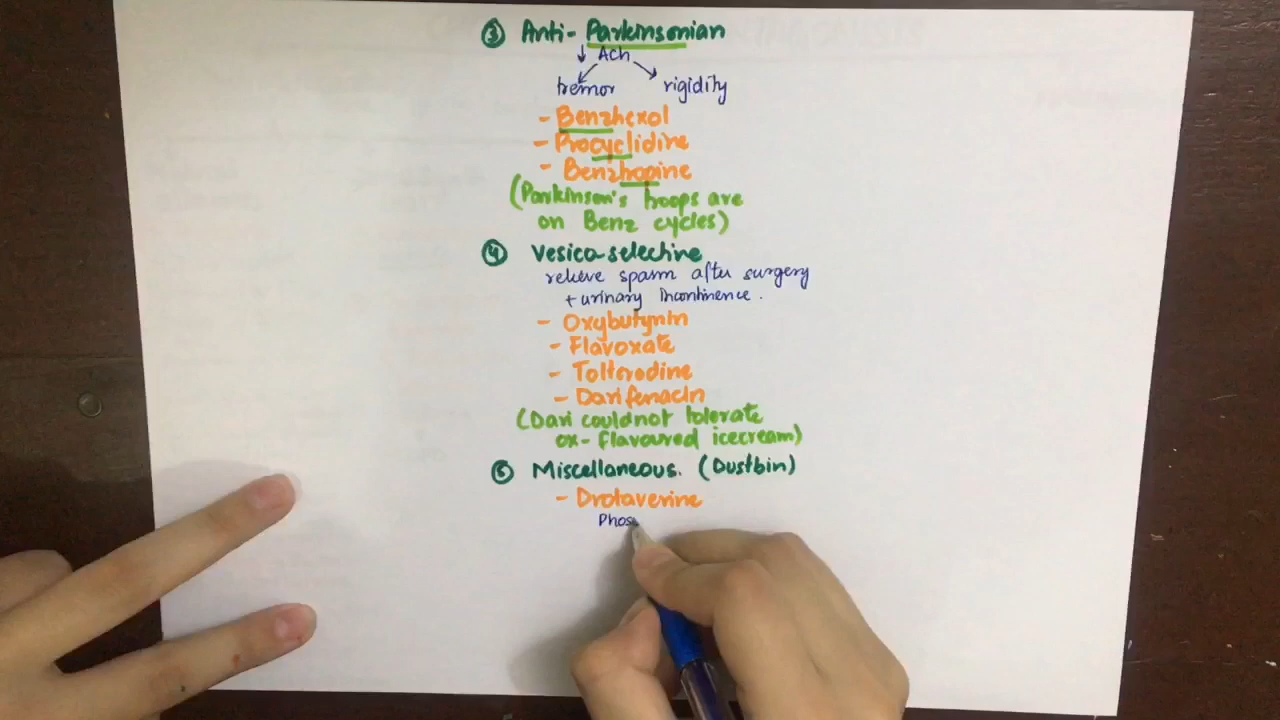 ③ Anti-Parkinsonian
↓ Ach
tremor rigidity
- Benzhexol
- Procyclidine
- Benztropine
(Parkinson's troops are
on Benz cycles)
④ Vesico-selective
relieve spasm after surgery
+ urinary incontinence.
- Oxybutynin
- Flavoxate
- Tolterodine
- Darifenacin
(Dari could not tolerate
ox-flavoured icecream)
⑤ Miscellaneous. (Dustbin)
- Drotaverine
Phos